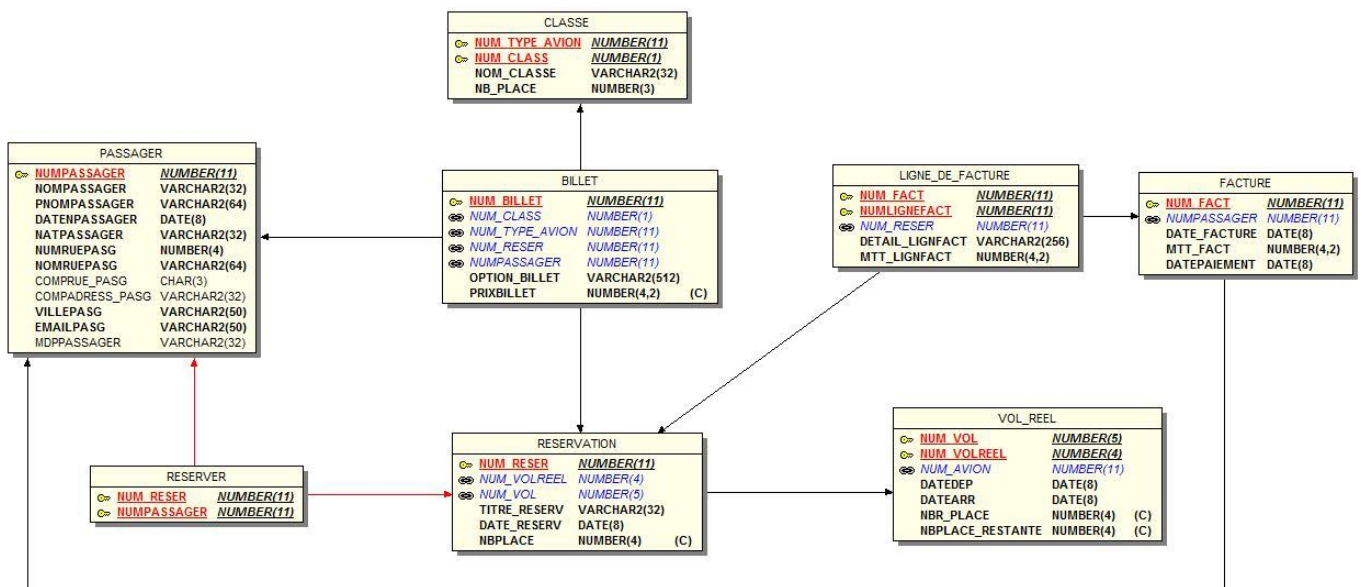 CLASSE
NUM_TYPE_AVION NUMBER(11)
NUM_CLASS NUMBER(1)
NOM_CLASSE VARCHAR2(32)
NB_PLACE NUMBER(3)
PASSAGER
NUMPASSAGER NUMBER(11)
NOMPASSAGER VARCHAR2(32)
PNOMPASSAGER VARCHAR2(64)
DATENPASSAGER DATE(8)
NATPASSAGER VARCHAR2(32)
NUMRUEPASG NUMBER(4)
NOMRUEPASG VARCHAR2(64)
COMPRUE_PASG CHAR(3)
COMPADRESS_PASG VARCHAR2(32)
VILLEPASG VARCHAR2(50)
EMAILPASG VARCHAR2(50)
MDPPASSAGER VARCHAR2(32)
BILLET
NUM_BILLET NUMBER(11)
NUM_CLASS NUMBER(1)
NUM_TYPE_AVION NUMBER(11)
NUM_RESER NUMBER(11)
NUMPASSAGER NUMBER(11)
OPTION_BILLET VARCHAR2(512)
PRIXBILLET NUMBER(4,2) (C)
LIGNE_DE_FACTURE
NUM_FACT NUMBER(11)
NUMLIGNEFACT NUMBER(11)
NUM_RESER NUMBER(11)
DETAIL_LIGNFACT VARCHAR2(256)
MTT_LIGNFACT NUMBER(4,2)
FACTURE
NUM_FACT NUMBER(11)
NUMPASSAGER NUMBER(11)
DATE_FACTURE DATE(8)
MTT_FACT NUMBER(4,2)
DATEPAIEMENT DATE(8)
RESERVER
NUM_RESER NUMBER(11)
NUMPASSAGER NUMBER(11)
RESERVATION
NUM_RESER NUMBER(11)
NUM_VOLREEL NUMBER(4)
NUM_VOL NUMBER(5)
TITRE_RESERV VARCHAR2(32)
DATE_RESERV DATE(8)
NBPLACE NUMBER(4) (C)
VOL_REEL
NUM_VOL NUMBER(5)
NUM_VOLREEL NUMBER(4)
NUM_AVION NUMBER(11)
DATEDEP DATE(8)
DATEARR DATE(8)
NBR_PLACE NUMBER(4) (C)
NBPLACE_RESTANTE NUMBER(4) (C)